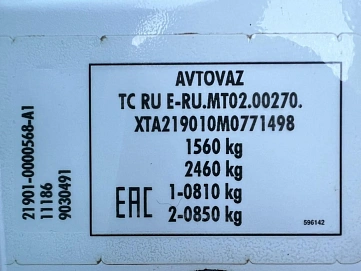 AVTOVAZ
TC RU E-RU.MT02.00270.
XTA219010M0771498
1560 kg
2460 kg
1-0810 kg
2-0850 kg
EAC
596142
21901-0000568-A1
11186
9030491